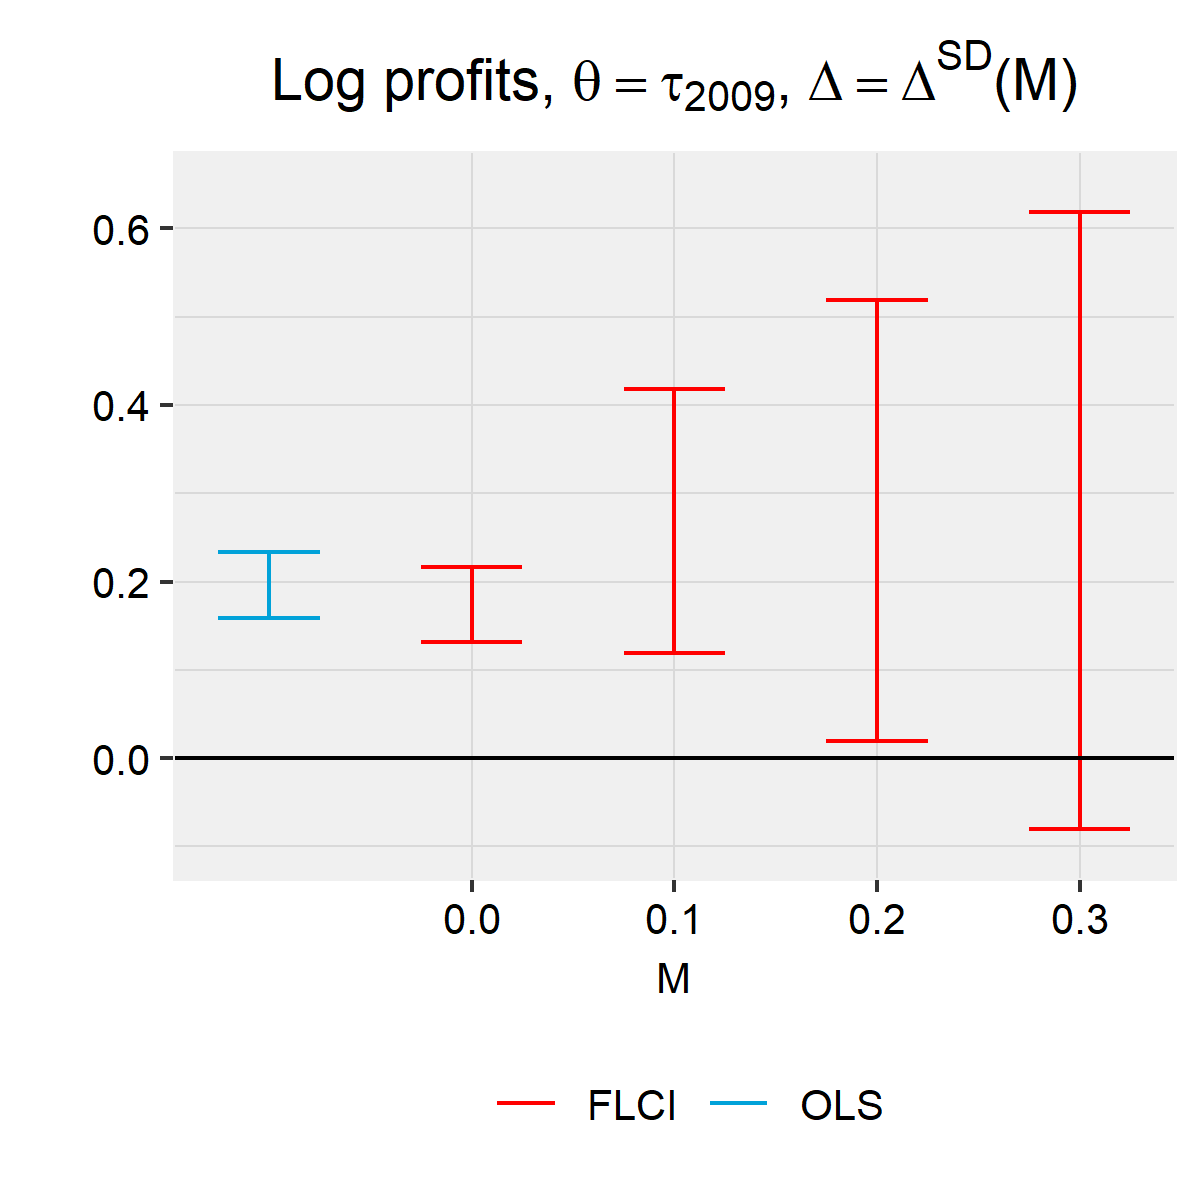 Log profits, θ = τ2009, Δ = Δ^SD(M)
0.6
0.4
0.2
0.0
0.0 0.1 0.2 0.3
M
FLCI OLS